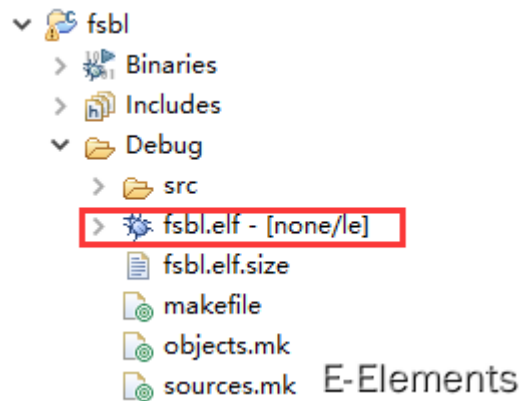 fsbl
Binaries
Includes
Debug
src
fsbl.elf - [none/le]
fsbl.elf.size
makefile
objects.mk
sources.mk E-Elements